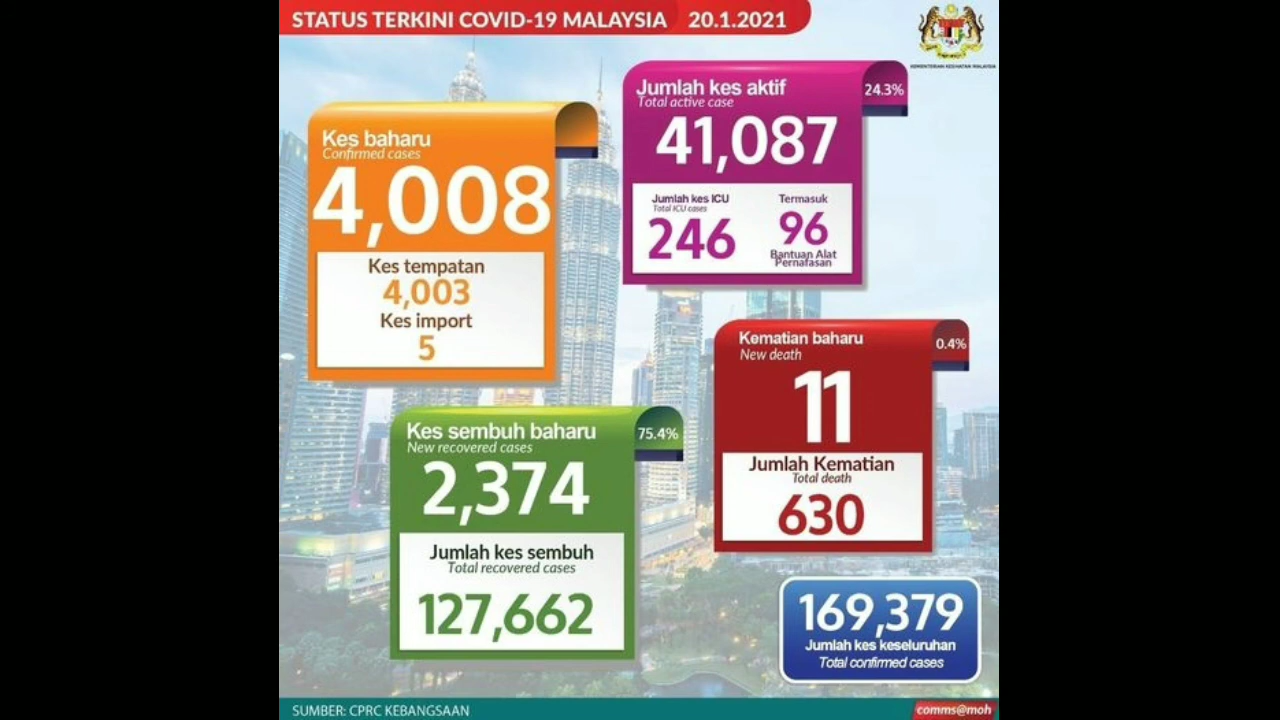 STATUS TERKINI COVID-19 MALAYSIA 20.1.2021
KEMENTERIAN KESIHATAN MALAYSIA
Kes baharu
Confirmed cases
4,008
Kes tempatan
4,003
Kes import
5
Jumlah kes aktif
Total active case
24.3%
41,087
Jumlah kes ICU
Total ICU cases
246
Termasuk
96
Bantuan Alat
Pernafasan
Kematian baharu
New death
0.4%
11
Jumlah Kematian
Total death
630
Kes sembuh baharu
New recovered cases
75.4%
2,374
Jumlah kes sembuh
Total recovered cases
127,662
169,379
Jumlah kes keseluruhan
Total confirmed cases
SUMBER: CPRC KEBANGSAAN
comms@moh